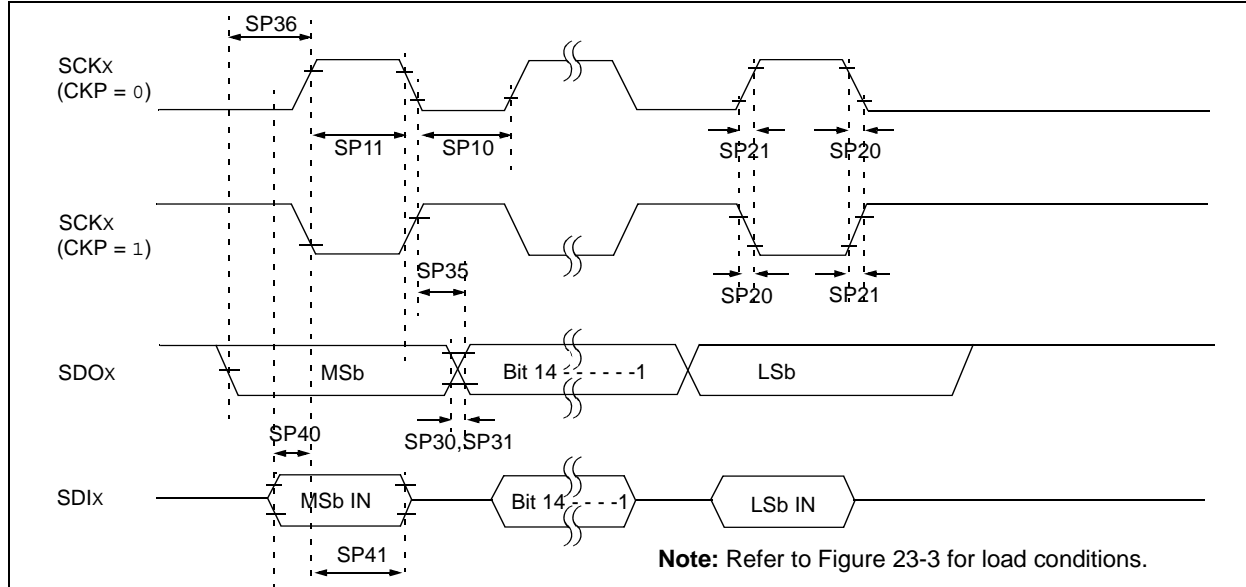 SP36
SCKx
(CKP = 0)
SP11
SP10
SP21
SP20
SCKx
(CKP = 1)
SP35
SP20
SP21
SDOx
MSb
Bit 14 - - - - - -1
LSb
SP40
SP30,SP31
SDIx
MSb IN
Bit 14 - - - -1
LSb IN
SP41
Note: Refer to Figure 23-3 for load conditions.